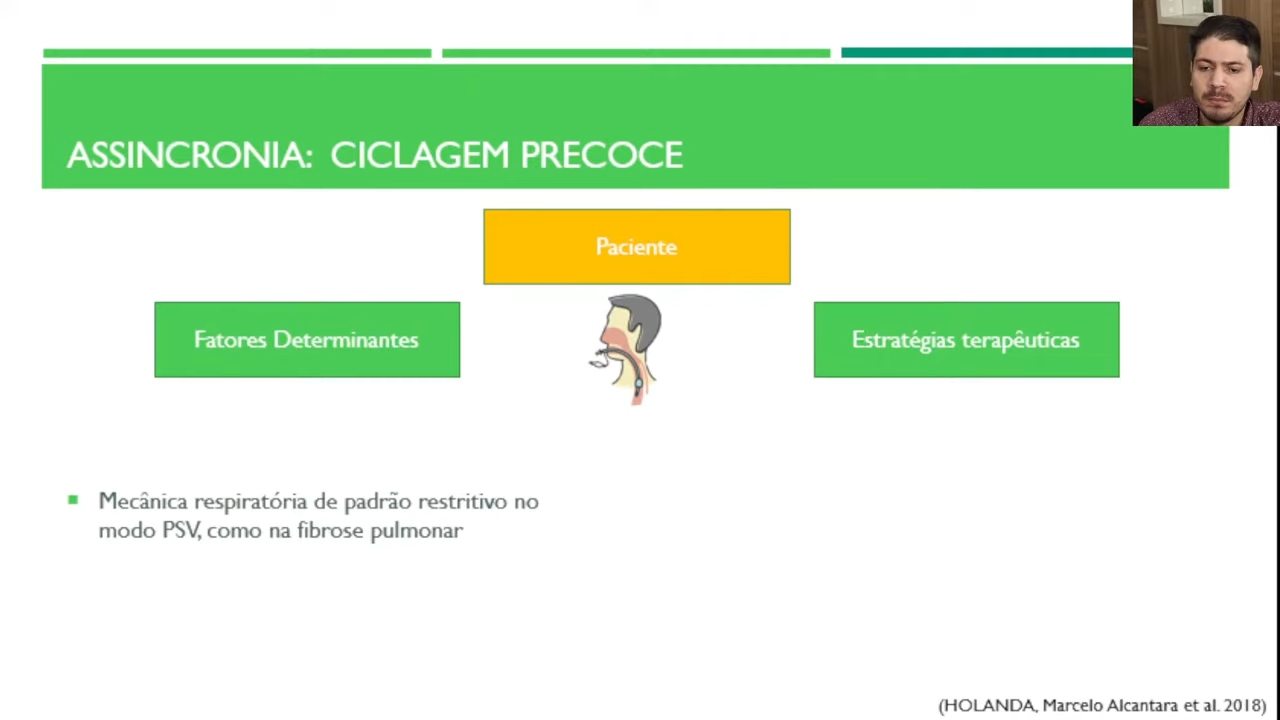 ASSINCRONIA: CICLAGEM PRECOCE
Paciente
Fatores Determinantes
Estratégias terapêuticas
Mecânica respiratória de padrão restritivo no
modo PSV, como na fibrose pulmonar
(HOLANDA, Marcelo Alcantara et al. 2018)